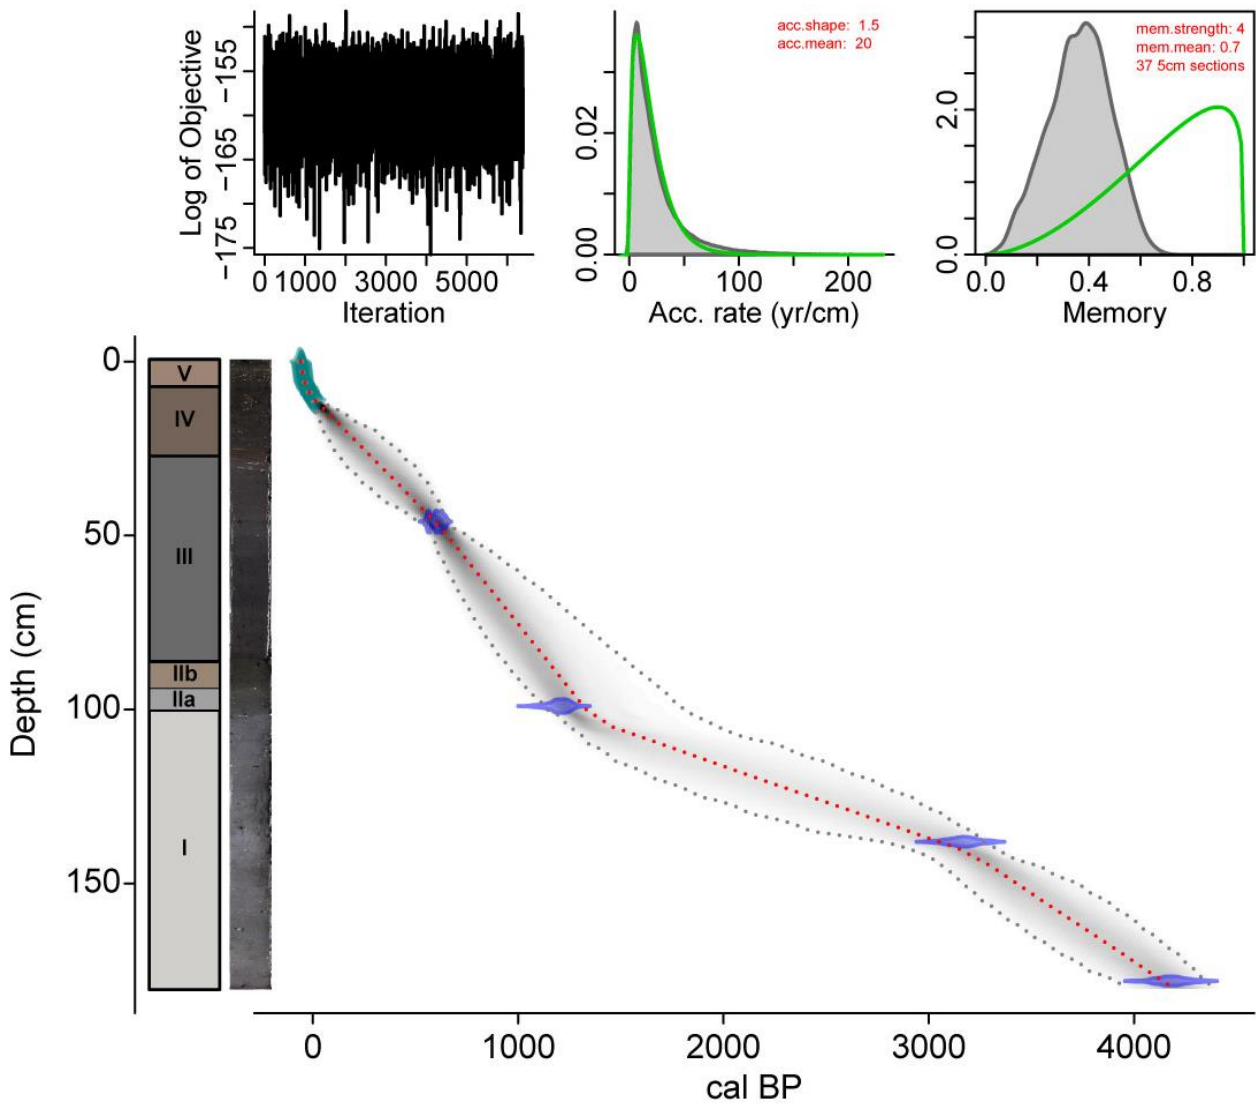 Log of Objective
−155
−165
−175
0 1000 3000 5000
Iteration
0.02
0.00
0 100 200
Acc. rate (yr/cm)
acc.shape: 1.5
acc.mean: 20
2.0
0.0
0.0 0.4 0.8
Memory
mem.strength: 4
mem.mean: 0.7
37 5cm sections
Depth (cm)
0
50
100
150
V
IV
III
IIb
IIa
I
0 1000 2000 3000 4000
cal BP